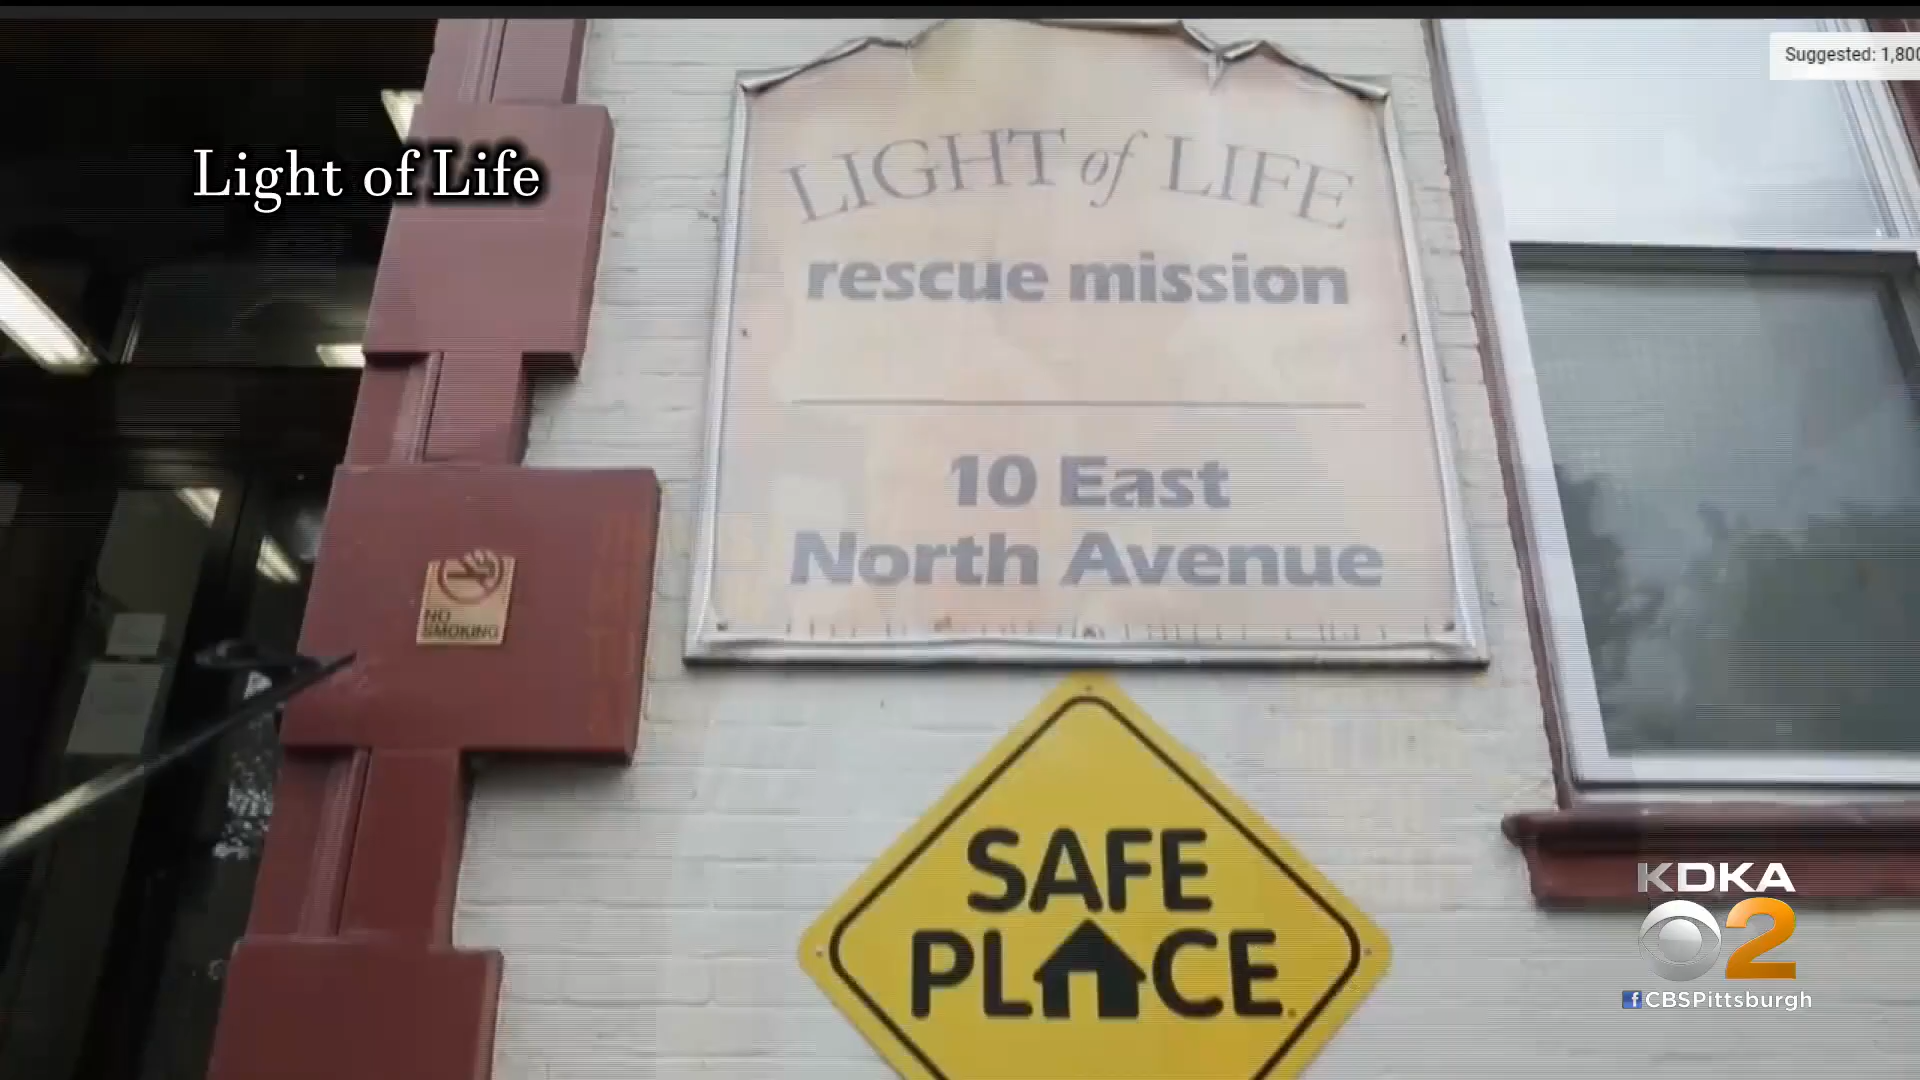 Suggested: 1,800
Light of Life
LIGHT of LIFE
rescue mission
10 East
North Avenue
NO
SMOKING
SAFE
PLACE
KDKA
2
CBSPittsburgh